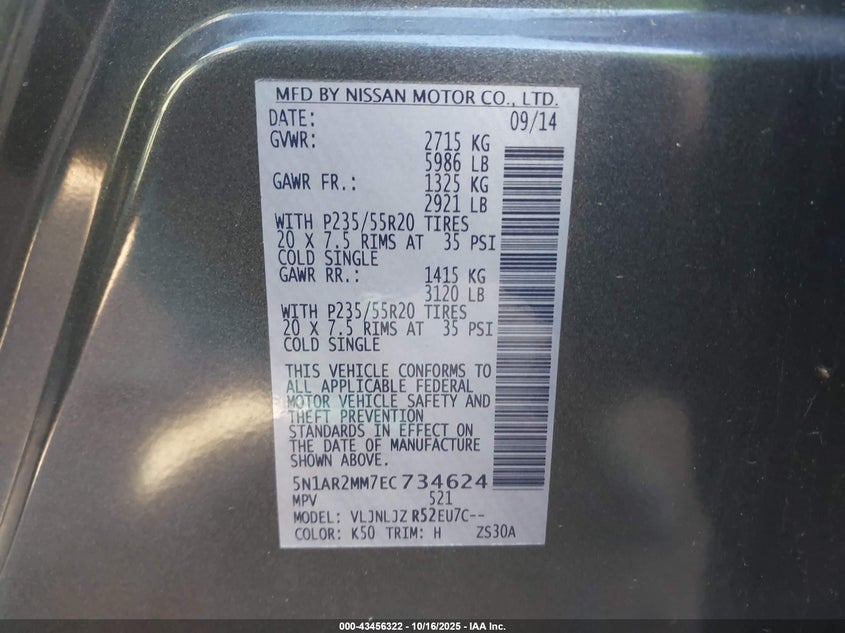 MFD BY NISSAN MOTOR CO., LTD.
DATE: 09/14
GVWR: 2715 KG
5986 LB
GAWR FR.: 1325 KG
2921 LB
WITH P235/55R20 TIRES
20 X 7.5 RIMS AT 35 PSI
COLD SINGLE
GAWR RR.: 1415 KG
3120 LB
WITH P235/55R20 TIRES
20 X 7.5 RIMS AT 35 PSI
COLD SINGLE
THIS VEHICLE CONFORMS TO
ALL APPLICABLE FEDERAL
MOTOR VEHICLE SAFETY AND
THEFT PREVENTION
STANDARDS IN EFFECT ON
THE DATE OF MANUFACTURE
SHOWN ABOVE.
5N1AR2MM7EC734624
MPV 521
MODEL: VLJNLJZ R52EU7C--
COLOR: K50 TRIM: H ZS30A
000-43456322 - 10/16/2025 - IAA Inc.